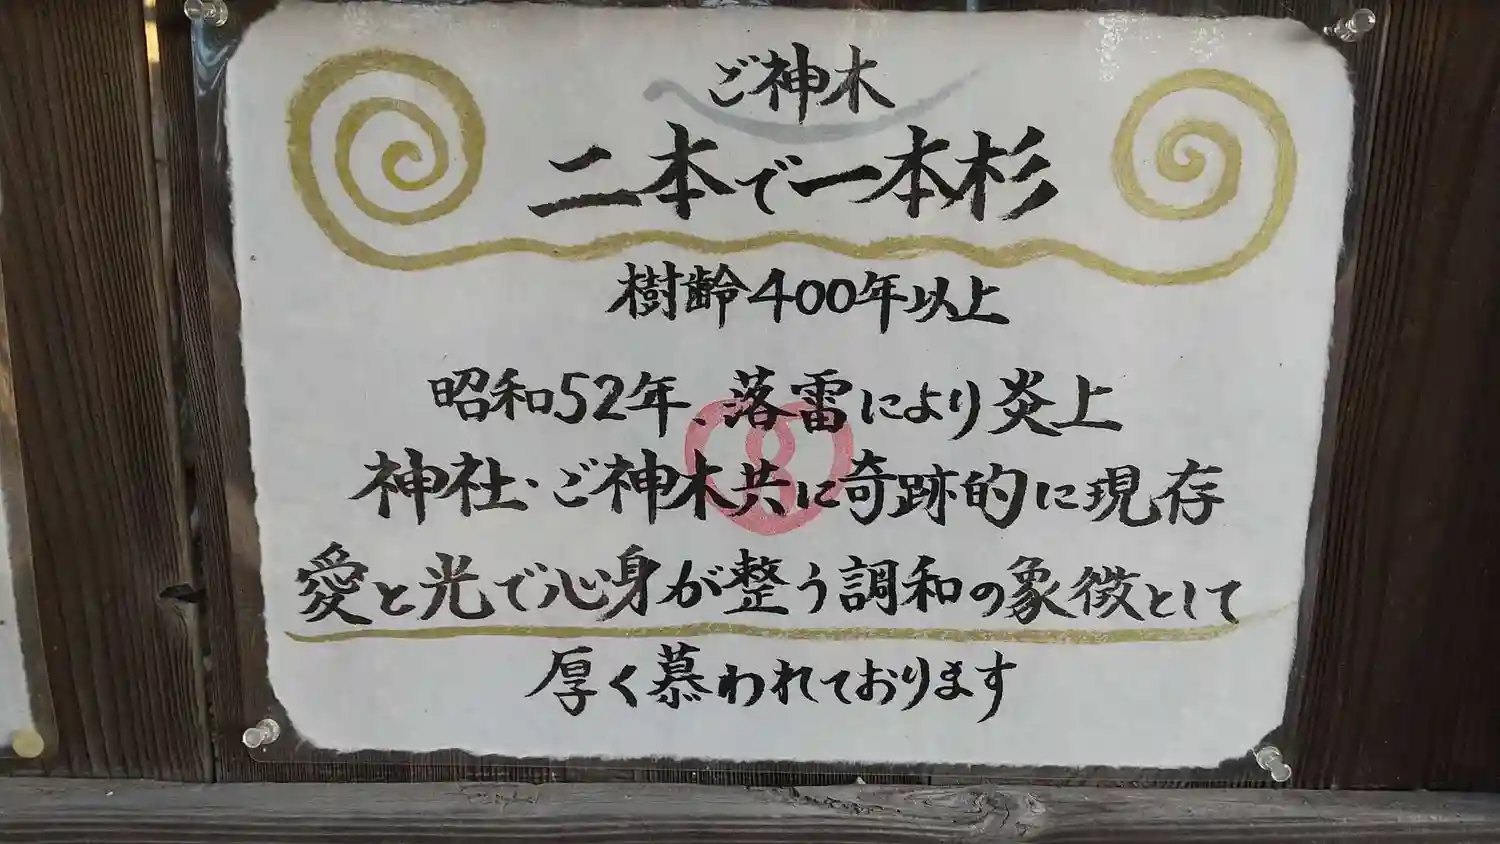 ご神木
二本で一本杉
樹齢400年以上
昭和52年、落雷により炎上
神社・ご神木共に奇跡的に現存
愛と光で心身が整う調和の象徴として
厚く慕われております